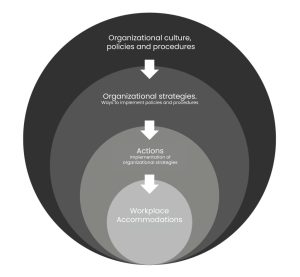 Organizational culture,
policies and procedures
Organizational strategies.
Ways to implement policies and procedures
Actions
Implementation of
organizational strategies
Workplace
Accommodations